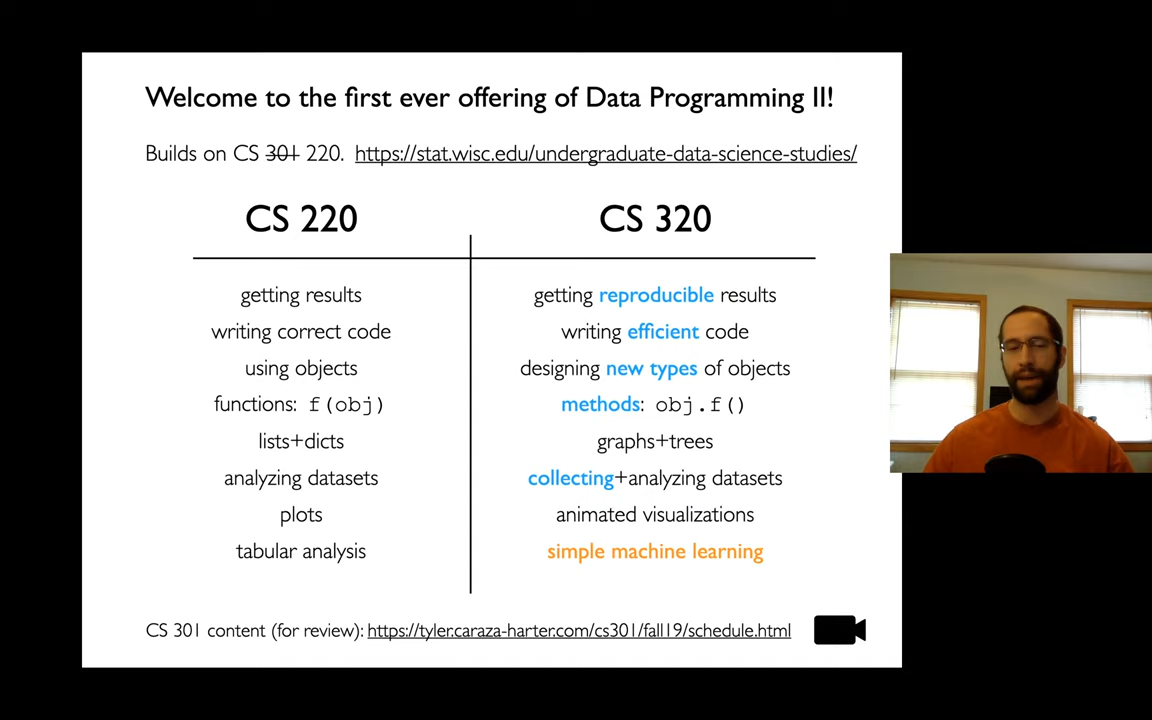 Welcome to the first ever offering of Data Programming II!
Builds on CS 301 220. https://stat.wisc.edu/undergraduate-data-science-studies/
CS 220
getting results
writing correct code
using objects
functions: f(obj)
lists+dicts
analyzing datasets
plots
tabular analysis
CS 320
getting reproducible results
writing efficient code
designing new types of objects
methods: obj.f()
graphs+trees
collecting+analyzing datasets
animated visualizations
simple machine learning
CS 301 content (for review): https://tyler.caraza-harter.com/cs301/fall19/schedule.html